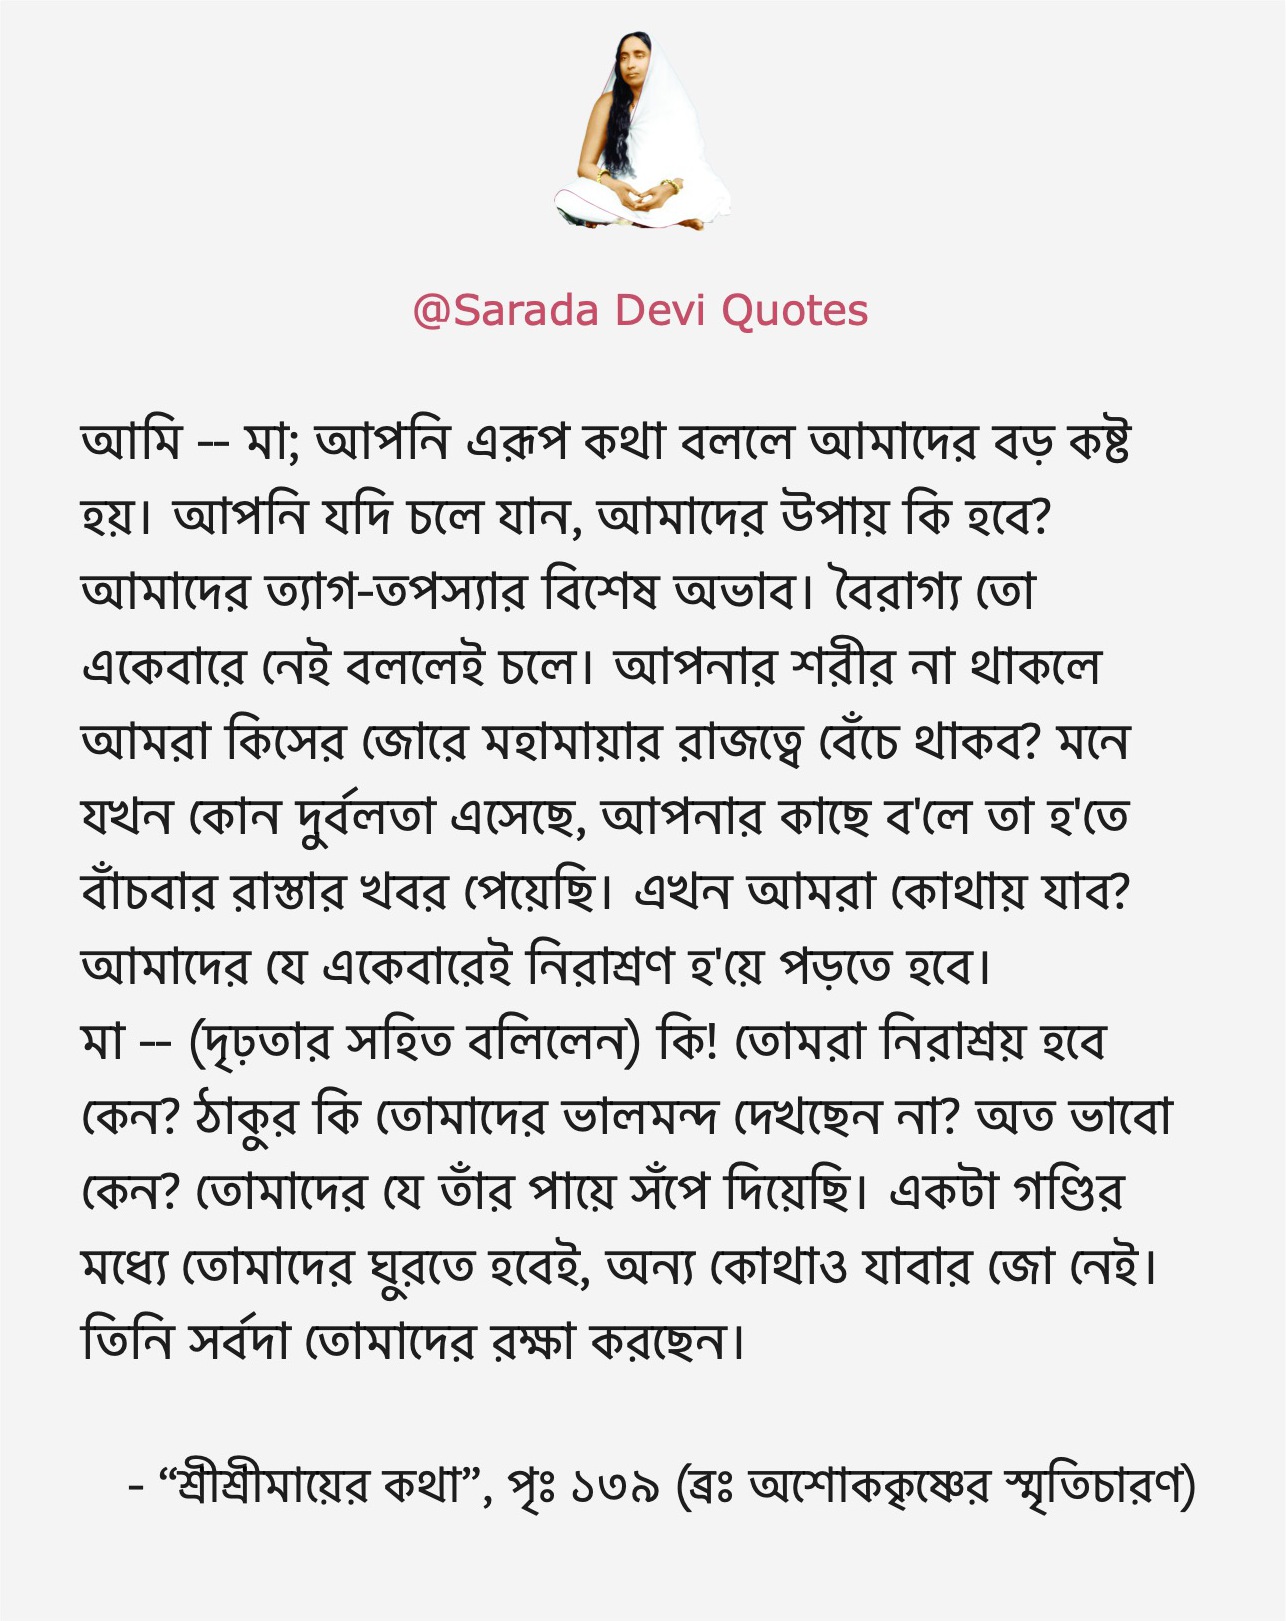 @Sarada Devi Quotes
আমি -- মা; আপনি এরূপ কথা বললে আমাদের বড় কষ্ট
হয়। আপনি যদি চলে যান, আমাদের উপায় কি হবে?
আমাদের ত্যাগ-তপস্যার বিশেষ অভাব। বৈরাগ্য তো
একেবারে নেই বললেই চলে। আপনার শরীর না থাকলে
আমরা কিসের জোরে মহামায়ার রাজত্বে বেঁচে থাকব? মনে
যখন কোন দুর্বলতা এসেছে, আপনার কাছে ব'লে তা হ'তে
বাঁচবার রাস্তার খবর পেয়েছি। এখন আমরা কোথায় যাব?
আমাদের যে একেবারেই নিরাশ্রণ হ'য়ে পড়তে হবে।
মা -- (দৃঢ়তার সহিত বলিলেন) কি! তোমরা নিরাশ্রয় হবে
কেন? ঠাকুর কি তোমাদের ভালমন্দ দেখছেন না? অত ভাবো
কেন? তোমাদের যে তাঁর পায়ে সঁপে দিয়েছি। একটা গণ্ডির
মধ্যে তোমাদের ঘুরতে হবেই, অন্য কোথাও যাবার জো নেই।
তিনি সর্বদা তোমাদের রক্ষা করছেন।
- “শ্রীশ্রীমায়ের কথা”, পৃঃ ১৩৯ (ব্রঃ অশোককৃষ্ণের স্মৃতিচারণ)